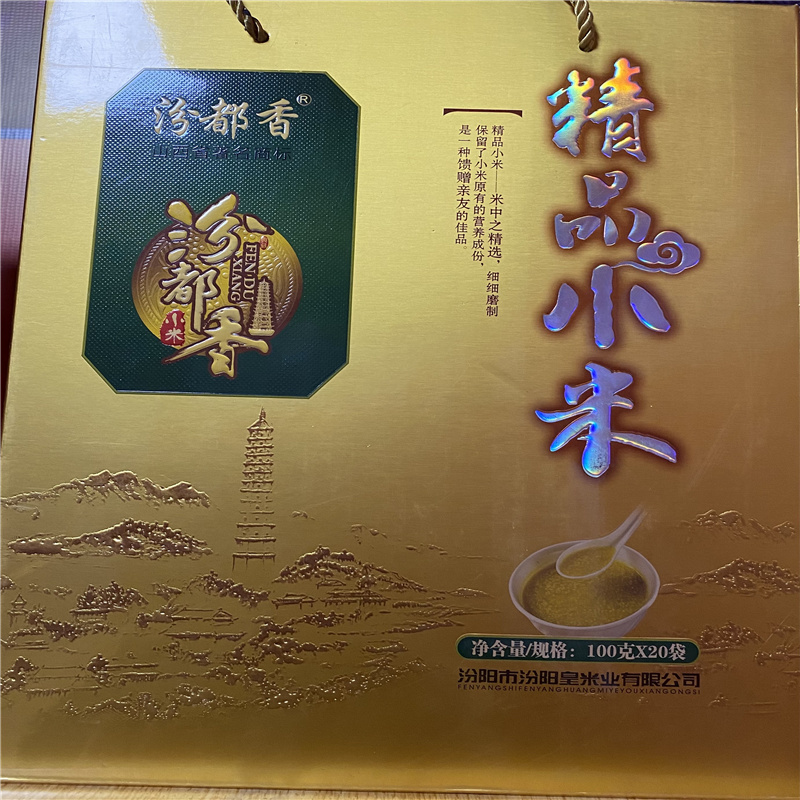 汾都香®
山西省著名商标
汾都香
FENDU
XIANG
小米
精品小米
精品小米——米中之精选，细细磨制
保留了小米原有的营养成份，
是一种馈赠亲友的佳品。
净含量/规格：100克X20袋
汾阳市汾阳皇米业有限公司
FENYANGSHIFENYANGHUANGMIYEYOUXIANGONGSI